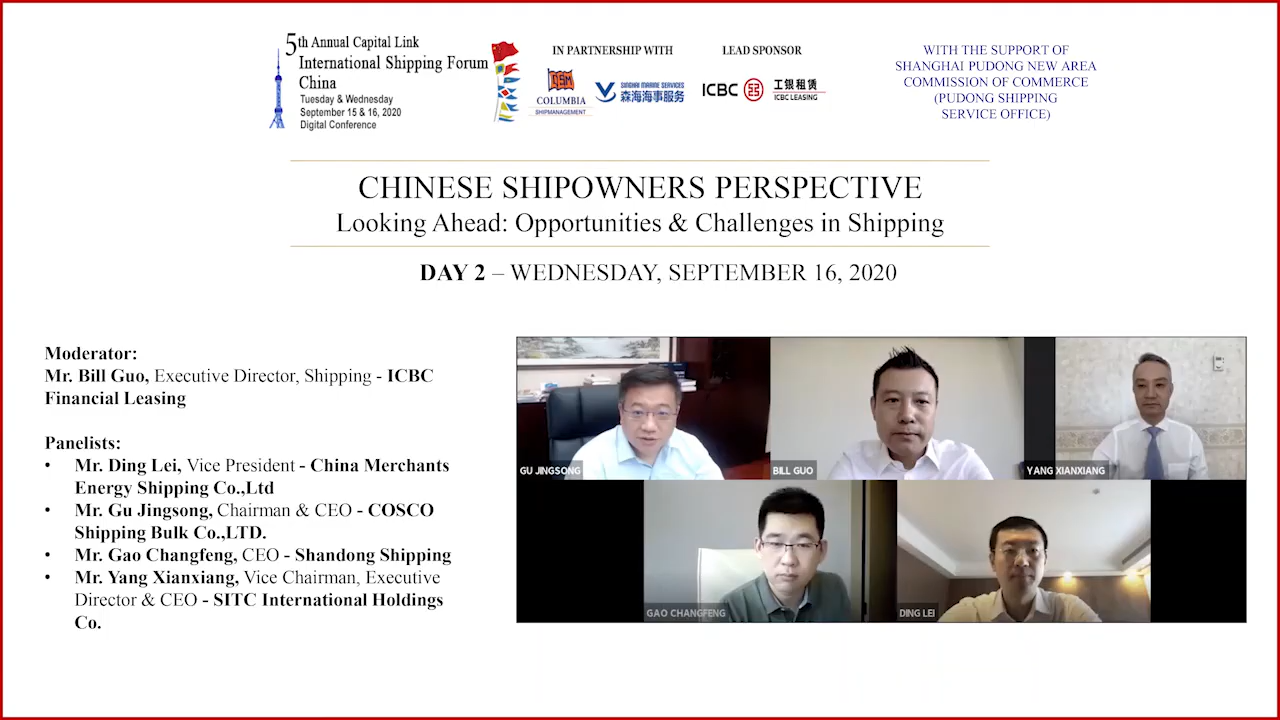 5th Annual Capital Link
International Shipping Forum
China
Tuesday & Wednesday
September 15 & 16, 2020
Digital Conference
IN PARTNERSHIP WITH
CSM
COLUMBIA
SHIPMANAGEMENT
SINGHAI MARINE SERVICES
森海海事服务
LEAD SPONSOR
ICBC
工银租赁
ICBC LEASING
WITH THE SUPPORT OF
SHANGHAI PUDONG NEW AREA
COMMISSION OF COMMERCE
(PUDONG SHIPPING
SERVICE OFFICE)
CHINESE SHIPOWNERS PERSPECTIVE
Looking Ahead: Opportunities & Challenges in Shipping
DAY 2 – WEDNESDAY, SEPTEMBER 16, 2020
Moderator:
Mr. Bill Guo, Executive Director, Shipping - ICBC
Financial Leasing
Panelists:
• Mr. Ding Lei, Vice President - China Merchants
Energy Shipping Co.,Ltd
• Mr. Gu Jingsong, Chairman & CEO - COSCO
Shipping Bulk Co.,LTD.
• Mr. Gao Changfeng, CEO - Shandong Shipping
• Mr. Yang Xianxiang, Vice Chairman, Executive
Director & CEO - SITC International Holdings
Co.
GU JINGSONG
BILL GUO
YANG XIANXIANG
GAO CHANGFENG
DING LEI